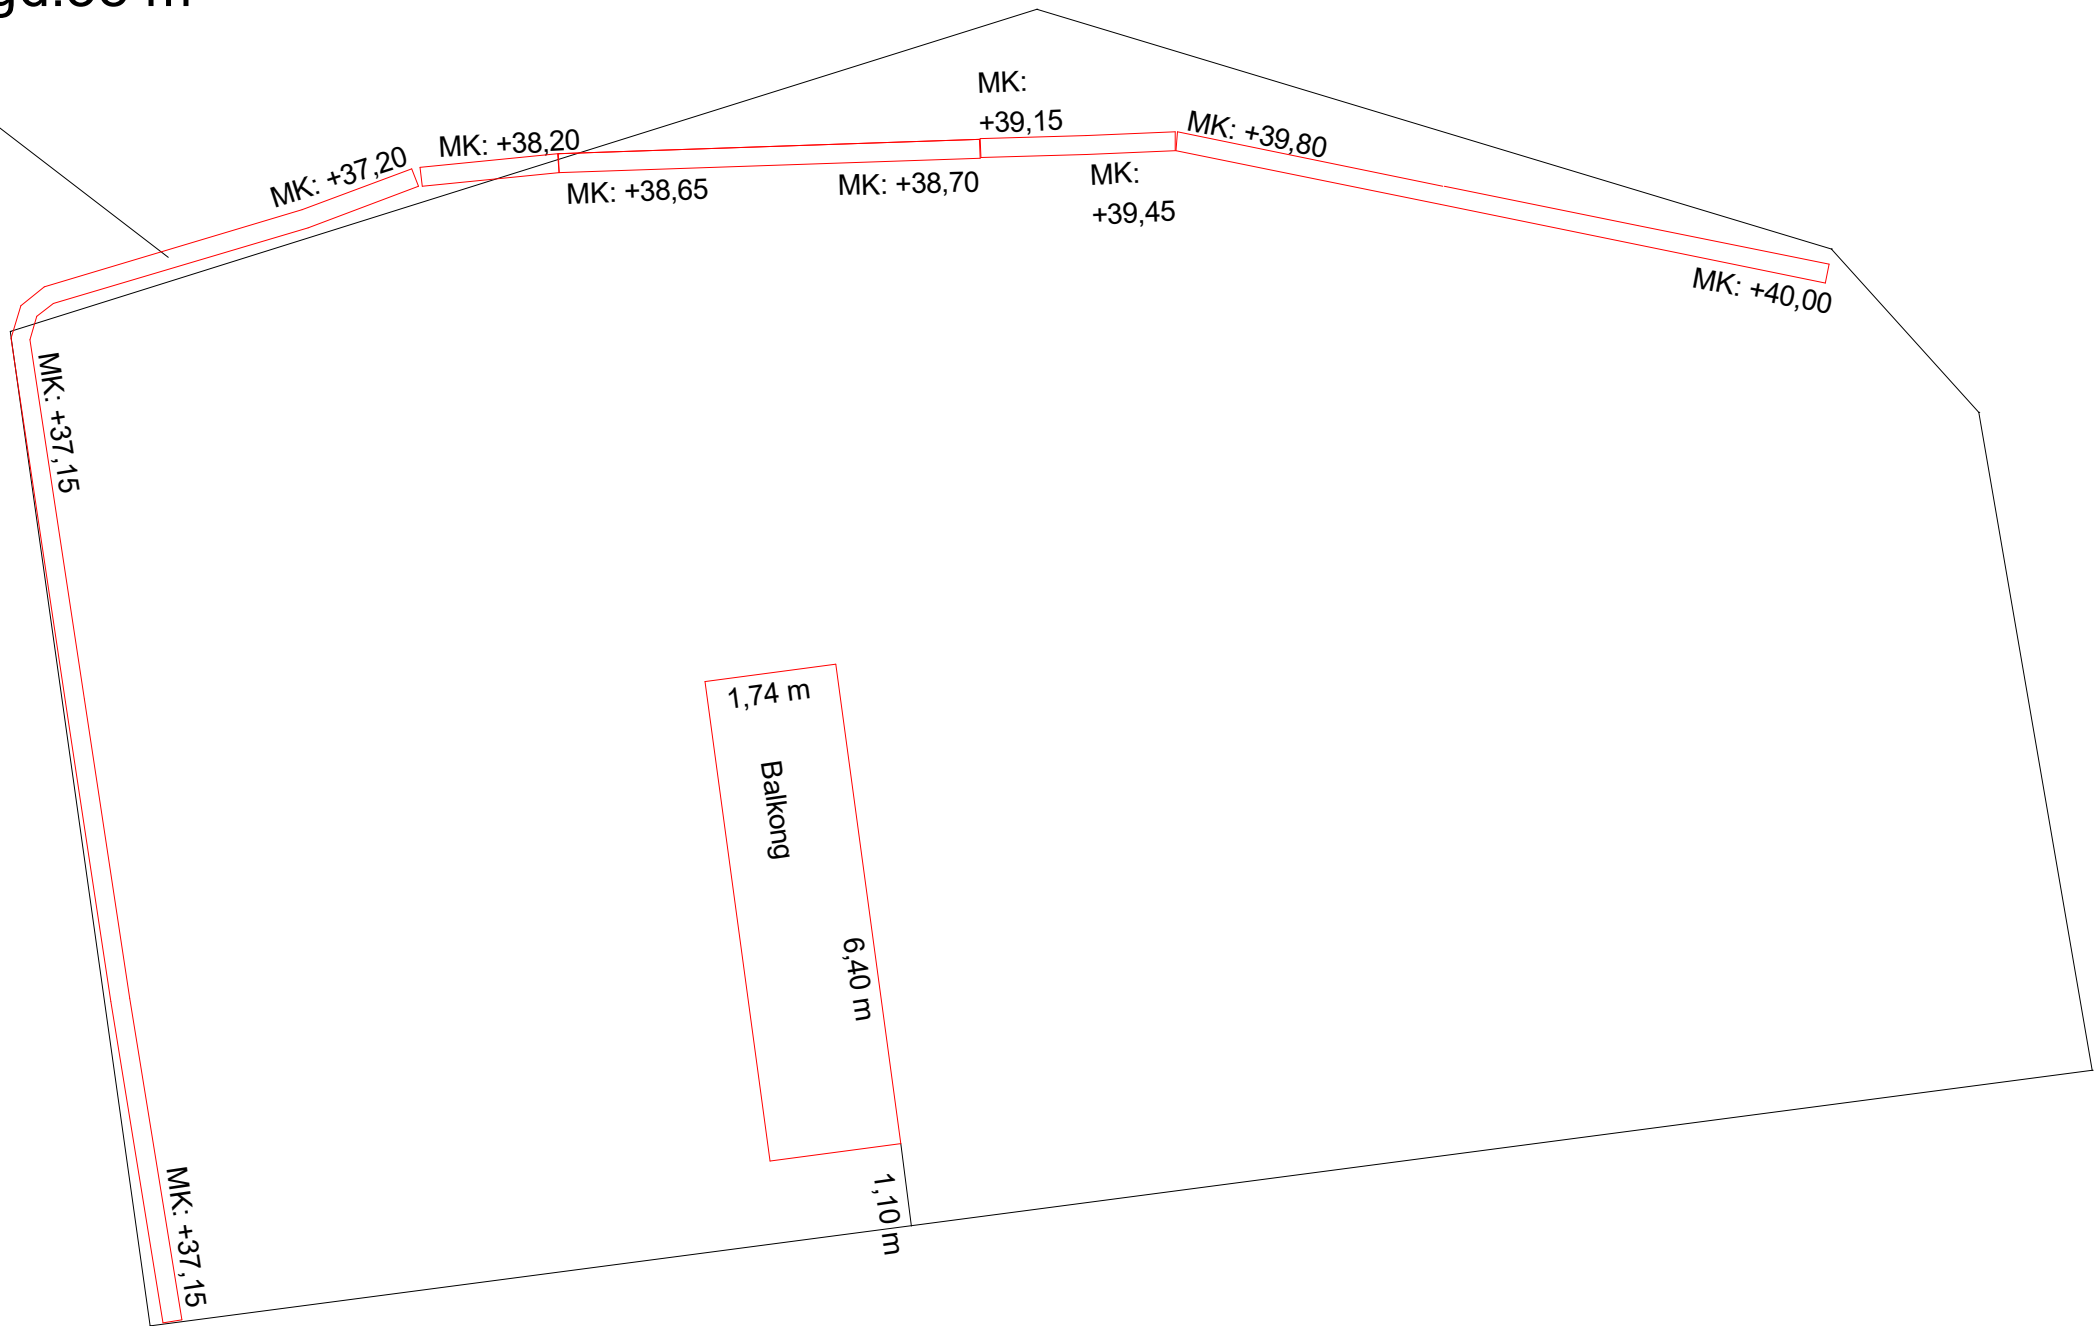 MK:
+39,15
MK: +39,80
MK: +38,20
MK: +37,20
MK: +38,65
MK: +38,70
MK:
+39,45
MK: +40,00
MK: +37,15
1,74 m
Balkong
6,40 m
1,10 m
MK: +37,15